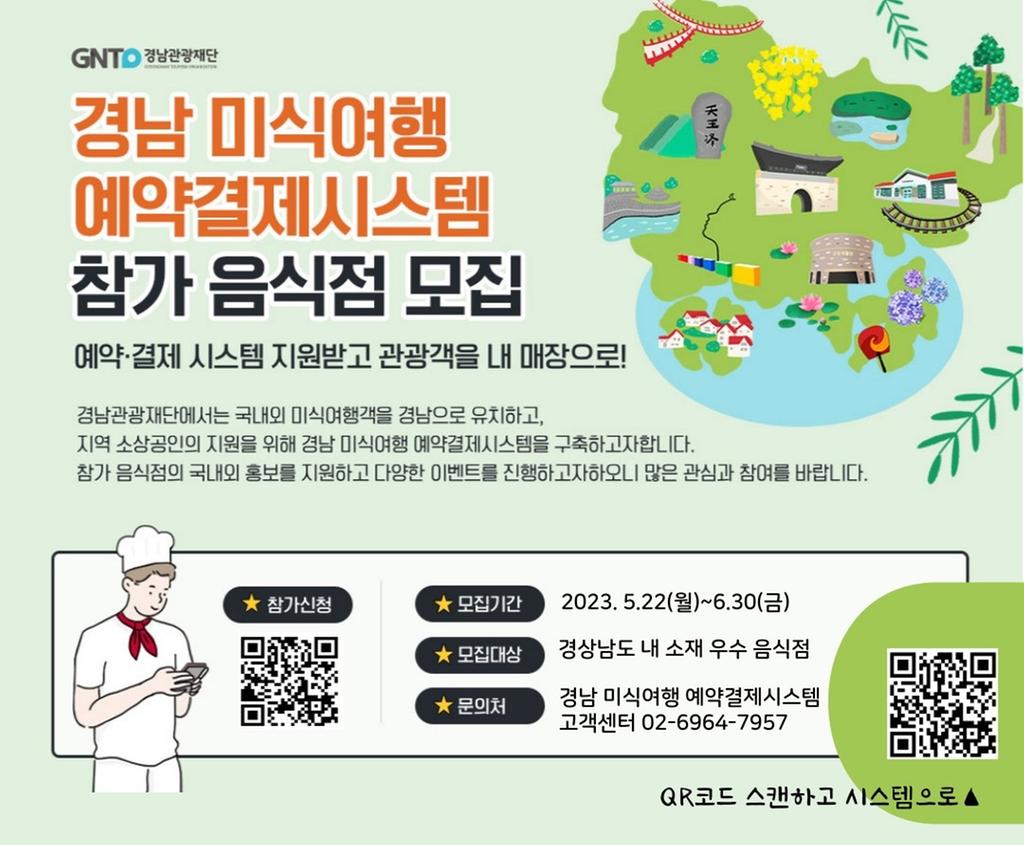 GNTO 경남관광재단
경남 미식여행
예약결제시스템
참가 음식점 모집
예약·결제 시스템 지원받고 관광객을 내 매장으로!
경남관광재단에서는 국내외 미식여행객을 경남으로 유치하고,
지역 소상공인의 지원을 위해 경남 미식여행 예약결제시스템을 구축하고자합니다.
참가 음식점의 국내외 홍보를 지원하고 다양한 이벤트를 진행하고자하오니 많은 관심과 참여를 바랍니다.
참가신청
모집기간 2023. 5.22(월)~6.30(금)
모집대상 경상남도 내 소재 우수 음식점
문의처 경남 미식여행 예약결제시스템
고객센터 02-6964-7957
QR코드 스캔하고 시스템으로▲